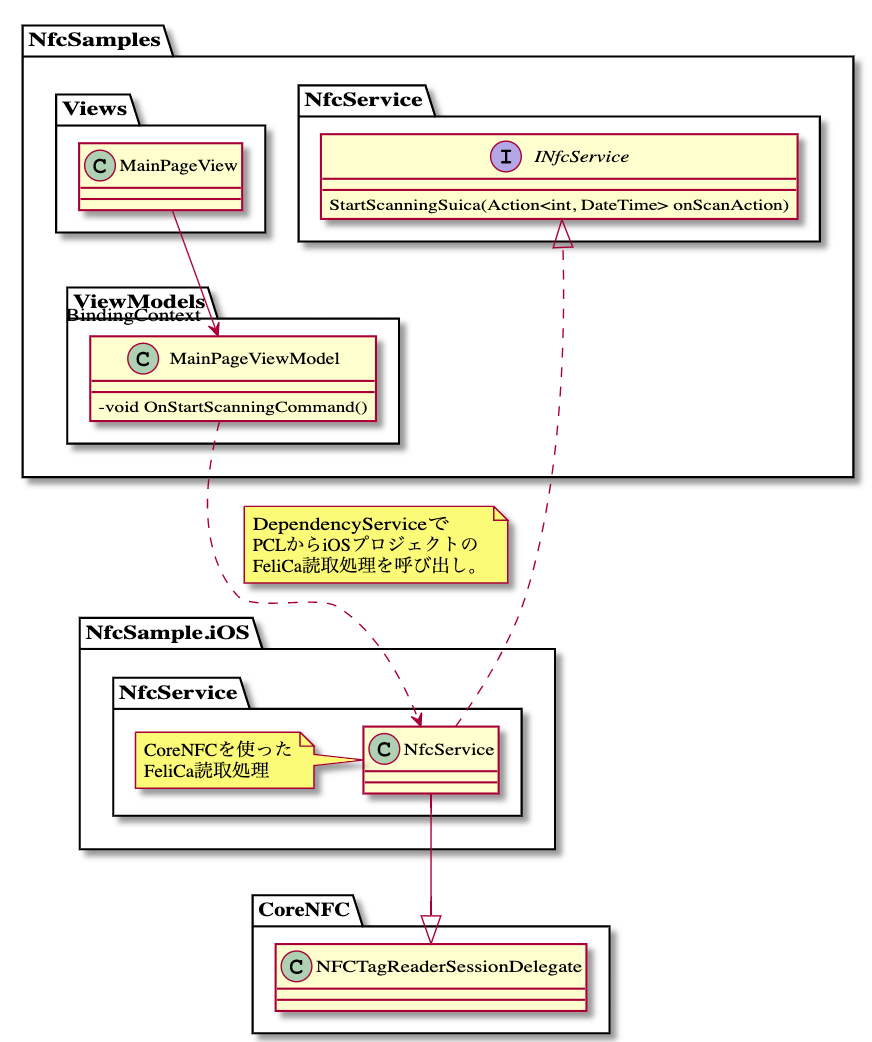 NfcSamples
Views
C MainPageView
NfcService
I INfcService
StartScanningSuica(Action<int, DateTime> onScanAction)
ViewModels
BindingContext
C MainPageViewModel
-void OnStartScanningCommand()
DependencyServiceで
PCLからiOSプロジェクトの
FeliCa読取処理を呼び出し。
NfcSample.iOS
NfcService
CoreNFCを使った
FeliCa読取処理
C NfcService
CoreNFC
C NFCTagReaderSessionDelegate